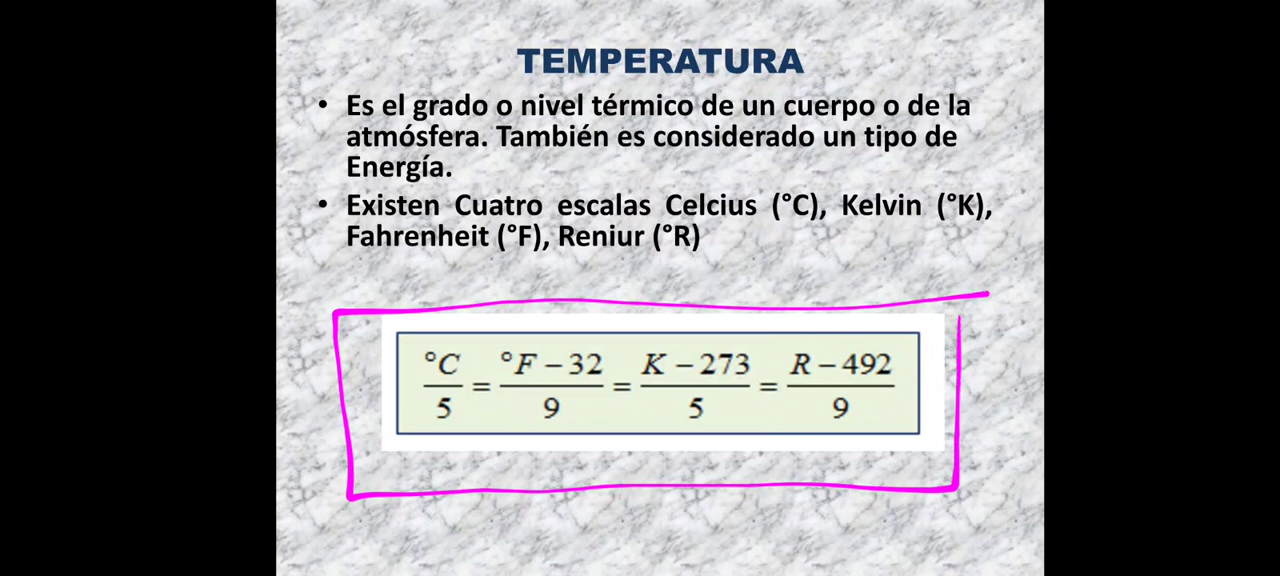 TEMPERATURA
• Es el grado o nivel térmico de un cuerpo o de la
atmósfera. También es considerado un tipo de
Energía.
• Existen Cuatro escalas Celcius (°C), Kelvin (°K),
Fahrenheit (°F), Reniur (°R)
°C/5 = °F − 32/9 = K − 273/5 = R − 492/9